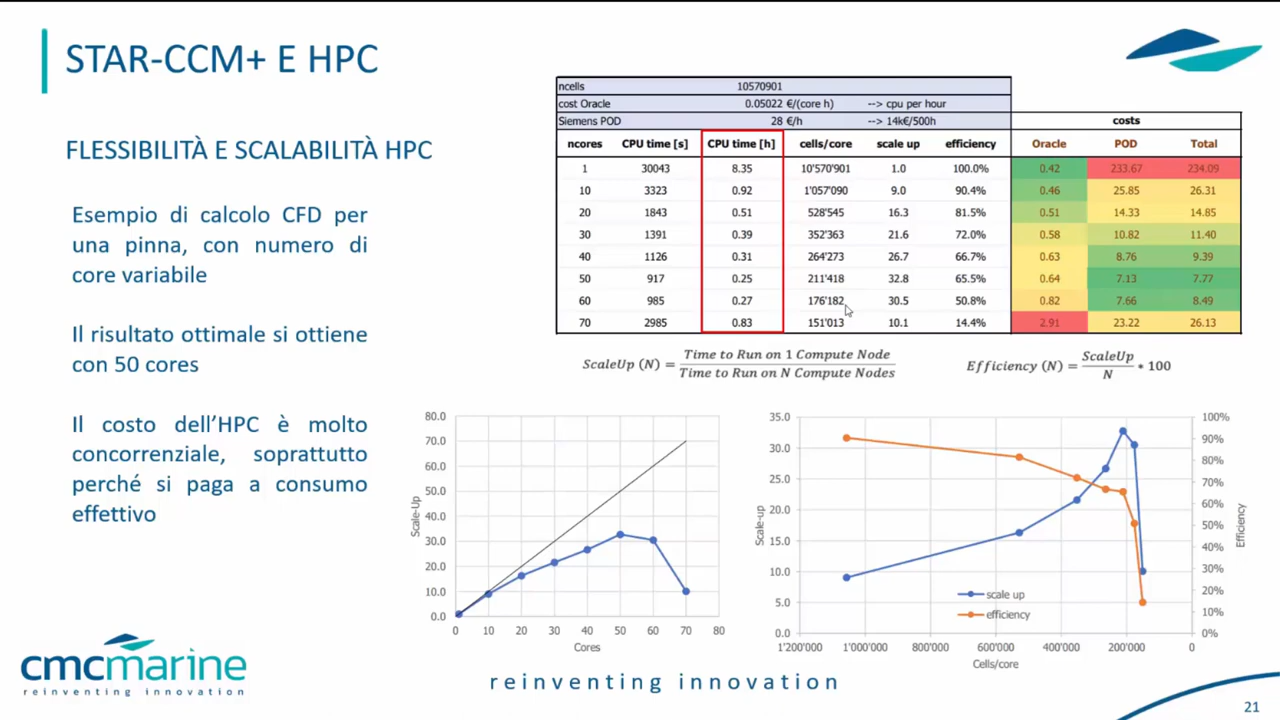 STAR-CCM+ E HPC
FLESSIBILITÀ E SCALABILITÀ HPC
Esempio di calcolo CFD per
una pinna, con numero di
core variabile
Il risultato ottimale si ottiene
con 50 cores
Il costo dell'HPC è molto
concorrenziale, soprattutto
perché si paga a consumo
effettivo
ncells 10570901
cost Oracle 0.05022 €/(core h) --> cpu per hour
Siemens POD 28 €/h --> 14k€/500h costs
ncores CPU time [s] CPU time [h] cells/core scale up efficiency Oracle POD Total
1 30043 8.35 10'570'901 1.0 100.0% 0.42 233.67 234.09
10 3323 0.92 1'057'090 9.0 90.4% 0.46 25.85 26.31
20 1843 0.51 528'545 16.3 81.5% 0.51 14.33 14.85
30 1391 0.39 352'363 21.6 72.0% 0.58 10.82 11.40
40 1126 0.31 264'273 26.7 66.7% 0.63 8.76 9.39
50 917 0.25 211'418 32.8 65.5% 0.64 7.13 7.77
60 985 0.27 176'182 30.5 50.8% 0.82 7.66 8.49
70 2985 0.83 151'013 10.1 14.4% 2.91 23.22 26.13
ScaleUp (N) = Time to Run on 1 Compute Node / Time to Run on N Compute Nodes
Efficiency (N) = ScaleUp / N * 100
80.0
70.0
60.0
50.0
40.0
30.0
20.0
10.0
0.0
Scale-Up
0 10 20 30 40 50 60 70 80
Cores
35.0
30.0
25.0
20.0
15.0
10.0
5.0
0.0
Scale-up
scale up
efficiency
100%
90%
80%
70%
60%
50%
40%
30%
20%
10%
0%
Efficiency
1'200'000 1'000'000 800'000 600'000 400'000 200'000 0
Cells/core
cmcmarine
reinventing innovation
reinventing innovation
21